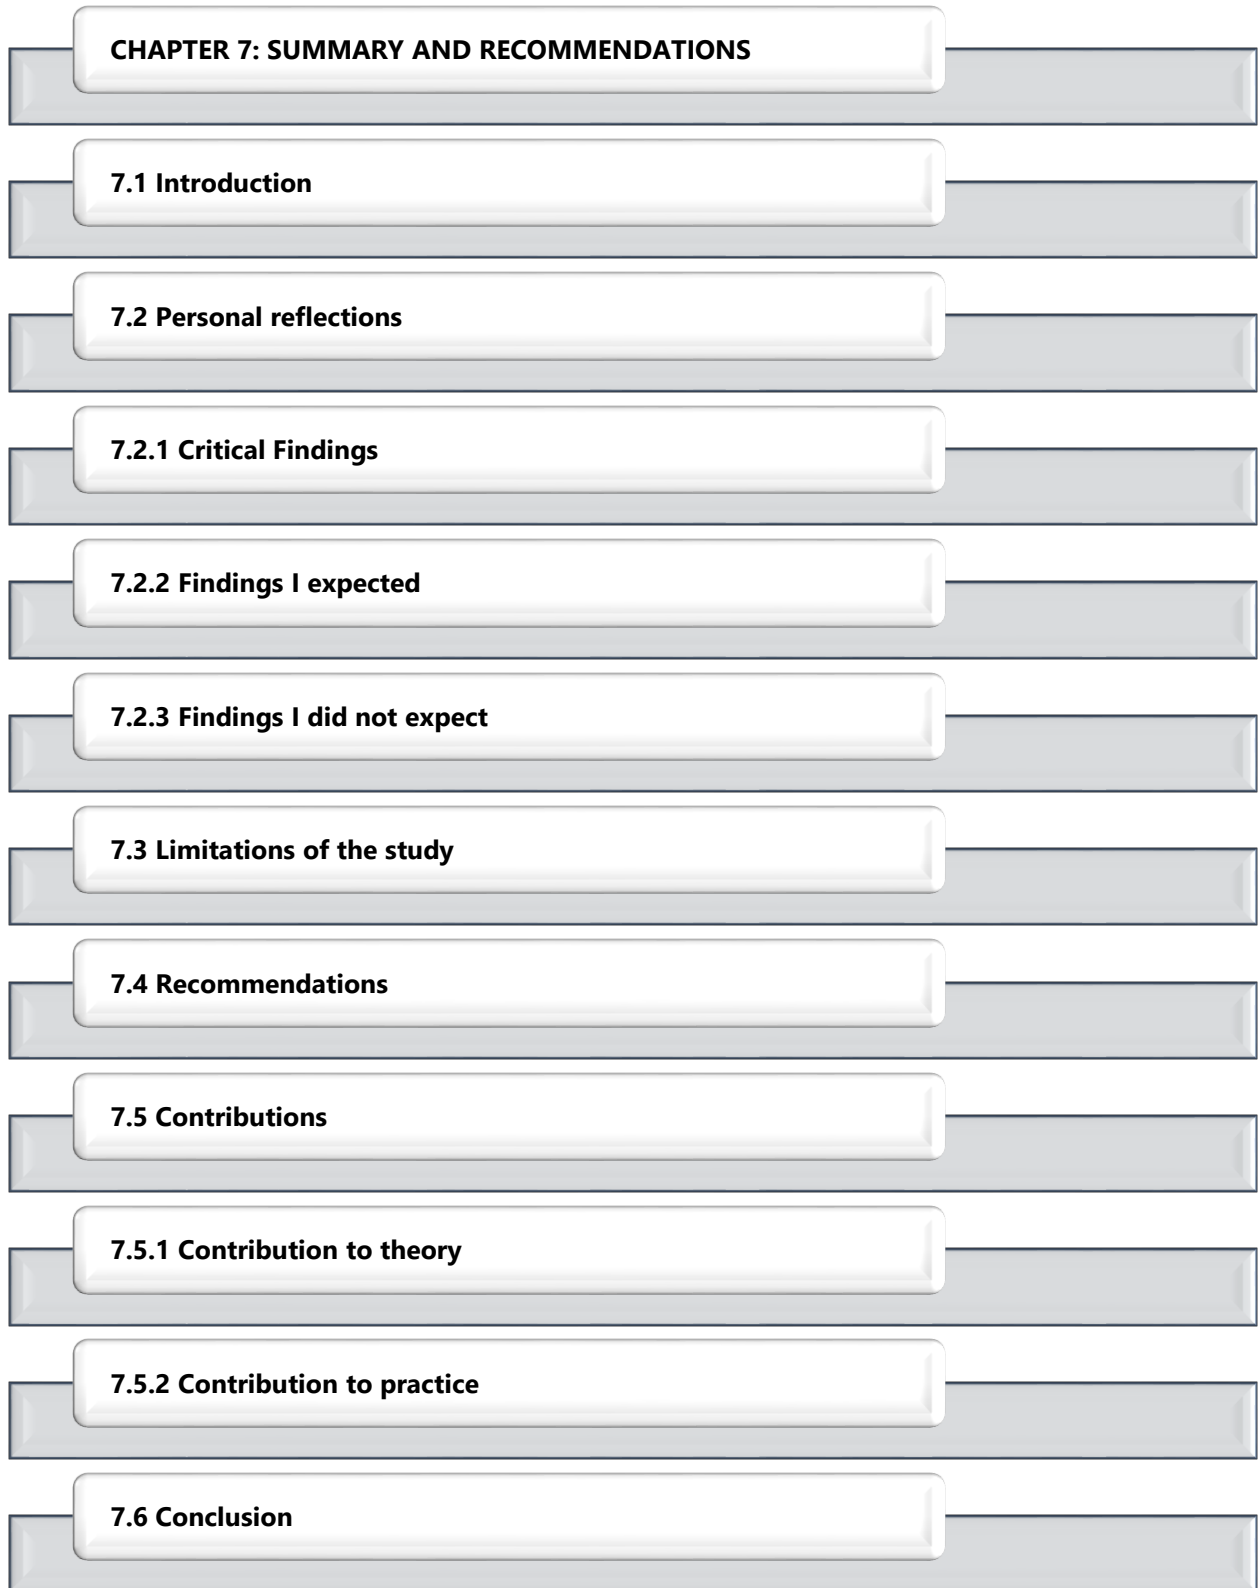 CHAPTER 7: SUMMARY AND RECOMMENDATIONS
7.1 Introduction
7.2 Personal reflections
7.2.1 Critical Findings
7.2.2 Findings I expected
7.2.3 Findings I did not expect
7.3 Limitations of the study
7.4 Recommendations
7.5 Contributions
7.5.1 Contribution to theory
7.5.2 Contribution to practice
7.6 Conclusion